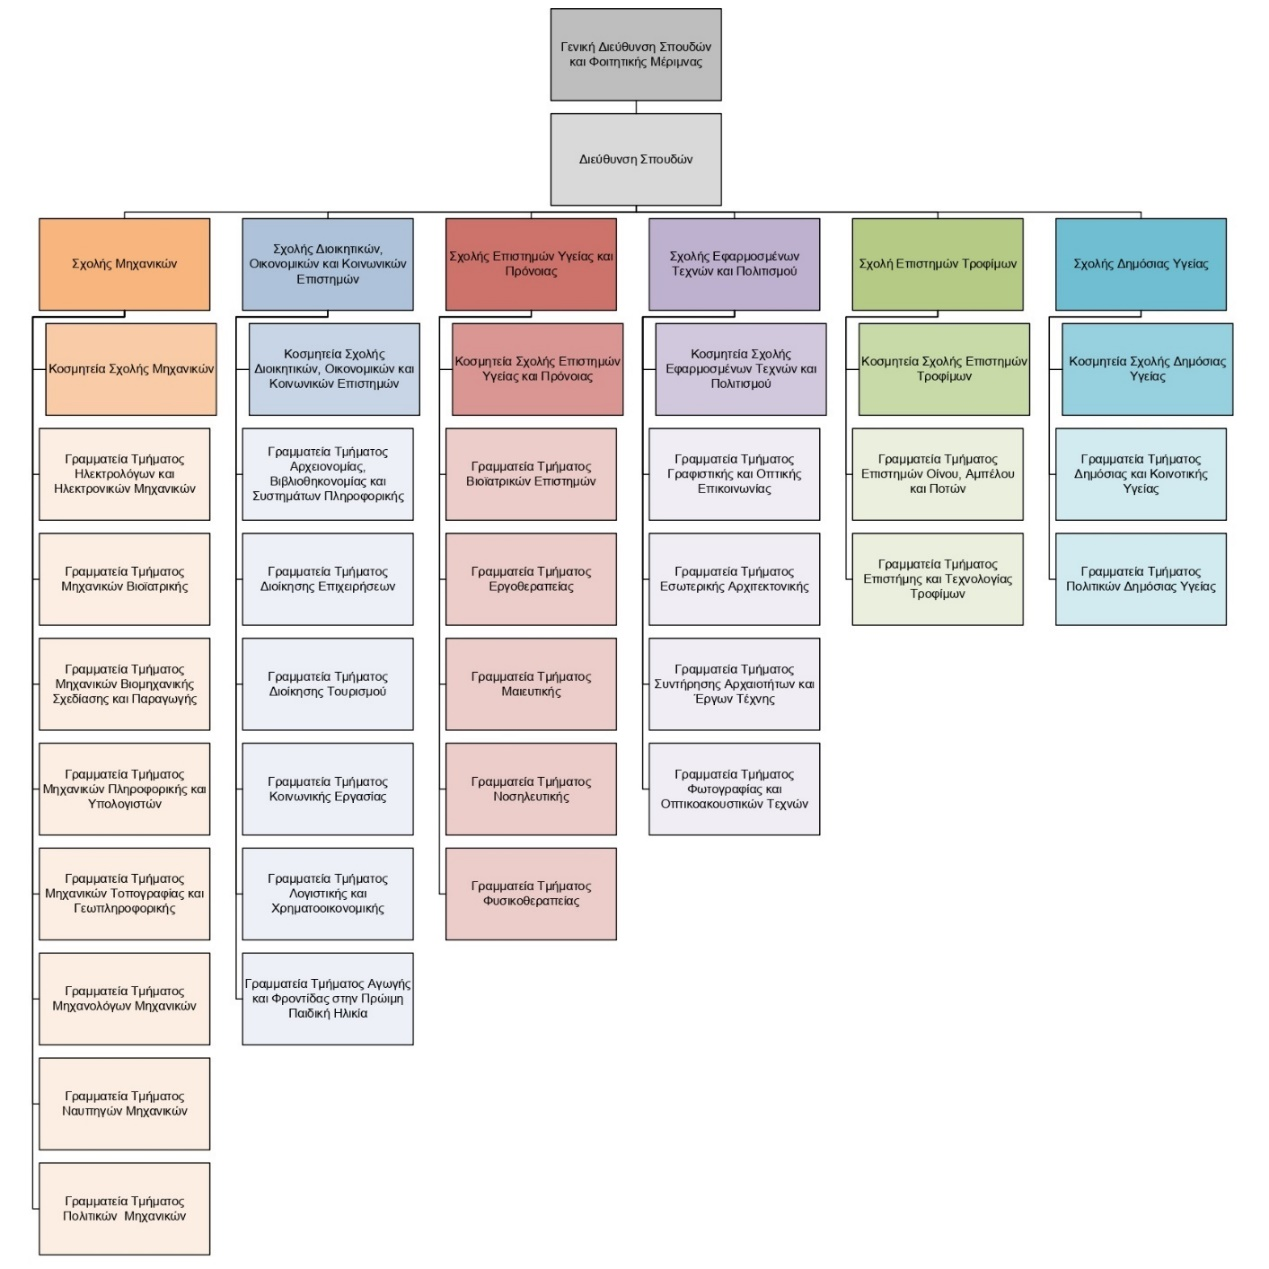 Γενική Διεύθυνση Σπουδών
και Φοιτητικής Μέριμνας
Διεύθυνση Σπουδών
Σχολής Μηχανικών
Κοσμητεία Σχολής Μηχανικών
Γραμματεία Τμήματος
Ηλεκτρολόγων και
Ηλεκτρονικών Μηχανικών
Γραμματεία Τμήματος
Μηχανικών Βιοϊατρικής
Γραμματεία Τμήματος
Μηχανικών Βιομηχανικής
Σχεδίασης και Παραγωγής
Γραμματεία Τμήματος
Μηχανικών Πληροφορικής και
Υπολογιστών
Γραμματεία Τμήματος
Μηχανικών Τοπογραφίας και
Γεωπληροφορικής
Γραμματεία Τμήματος
Μηχανολόγων Μηχανικών
Γραμματεία Τμήματος
Ναυπηγών Μηχανικών
Γραμματεία Τμήματος
Πολιτικών Μηχανικών
Σχολής Διοικητικών,
Οικονομικών και Κοινωνικών
Επιστημών
Κοσμητεία Σχολής
Διοικητικών, Οικονομικών και
Κοινωνικών Επιστημών
Γραμματεία Τμήματος
Αρχειονομίας,
Βιβλιοθηκονομίας και
Συστημάτων Πληροφορικής
Γραμματεία Τμήματος
Διοίκησης Επιχειρήσεων
Γραμματεία Τμήματος
Διοίκησης Τουρισμού
Γραμματεία Τμήματος
Κοινωνικής Εργασίας
Γραμματεία Τμήματος
Λογιστικής και
Χρηματοοικονομικής
Γραμματεία Τμήματος Αγωγής
και Φροντίδας στην Πρώιμη
Παιδική Ηλικία
Σχολής Επιστημών Υγείας και
Πρόνοιας
Κοσμητεία Σχολής Επιστημών
Υγείας και Πρόνοιας
Γραμματεία Τμήματος
Βιοϊατρικών Επιστημών
Γραμματεία Τμήματος
Εργοθεραπείας
Γραμματεία Τμήματος
Μαιευτικής
Γραμματεία Τμήματος
Νοσηλευτικής
Γραμματεία Τμήματος
Φυσικοθεραπείας
Σχολής Εφαρμοσμένων
Τεχνών και Πολιτισμού
Κοσμητεία Σχολής
Εφαρμοσμένων Τεχνών και
Πολιτισμού
Γραμματεία Τμήματος
Γραφιστικής και Οπτικής
Επικοινωνίας
Γραμματεία Τμήματος
Εσωτερικής Αρχιτεκτονικής
Γραμματεία Τμήματος
Συντήρησης Αρχαιοτήτων και
Έργων Τέχνης
Γραμματεία Τμήματος
Φωτογραφίας και
Οπτικοακουστικών Τεχνών
Σχολή Επιστημών Τροφίμων
Κοσμητεία Σχολής Επιστημών
Τροφίμων
Γραμματεία Τμήματος
Επιστημών Οίνου, Αμπέλου
και Ποτών
Γραμματεία Τμήματος
Επιστήμης και Τεχνολογίας
Τροφίμων
Σχολής Δημόσιας Υγείας
Κοσμητεία Σχολής Δημόσιας
Υγείας
Γραμματεία Τμήματος
Δημόσιας και Κοινοτικής
Υγείας
Γραμματεία Τμήματος
Πολιτικών Δημόσιας Υγείας